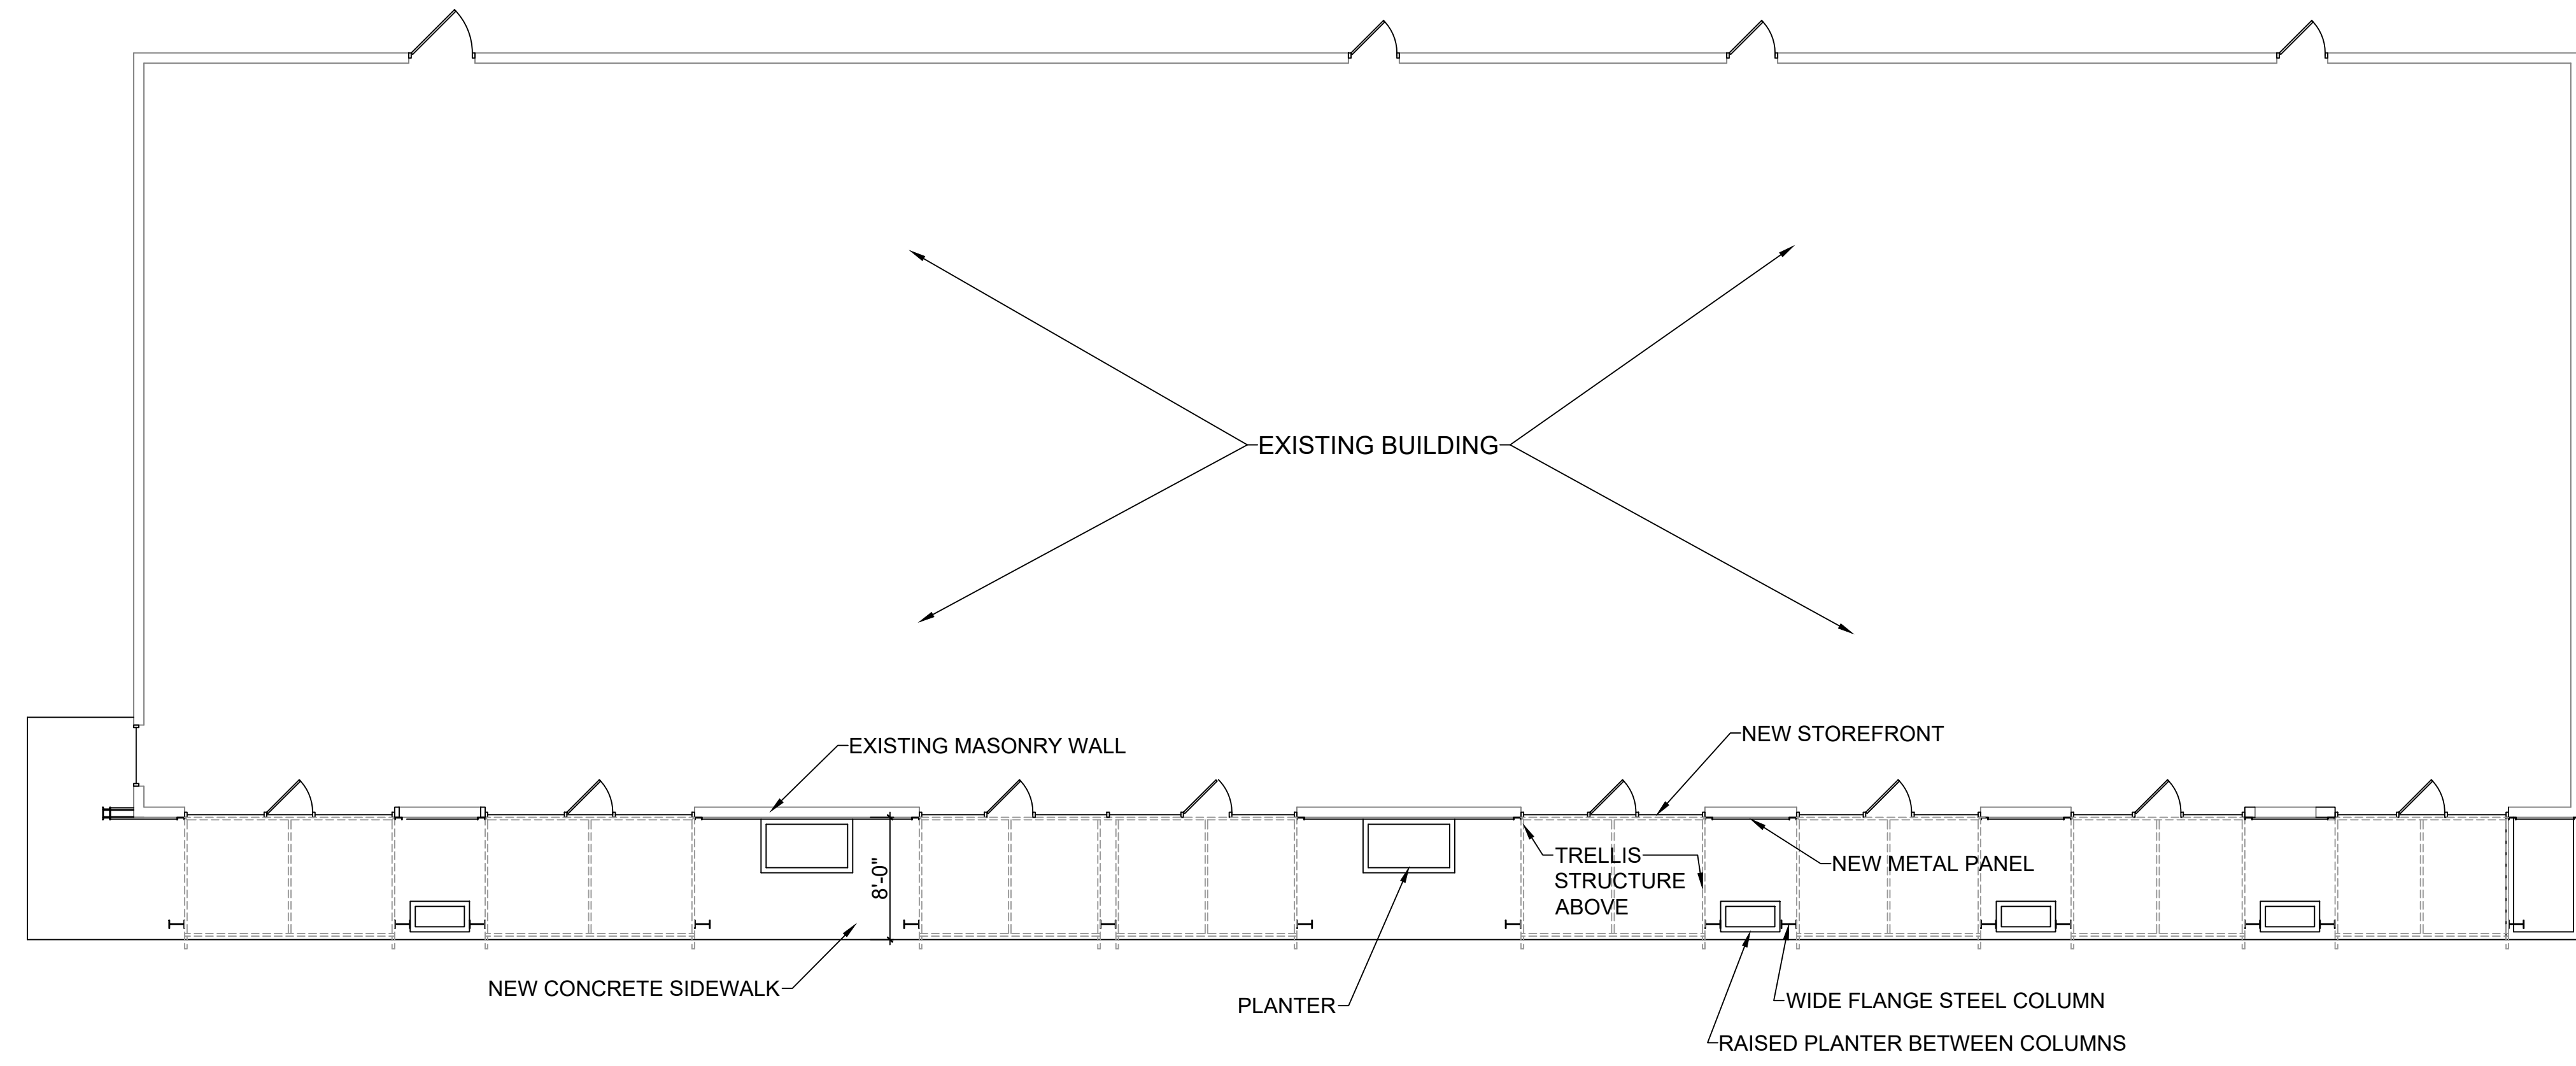 EXISTING BUILDING
NEW STOREFRONT
EXISTING MASONRY WALL
8'-0"
TRELLIS
STRUCTURE
ABOVE
NEW METAL PANEL
NEW CONCRETE SIDEWALK
PLANTER
WIDE FLANGE STEEL COLUMN
RAISED PLANTER BETWEEN COLUMNS